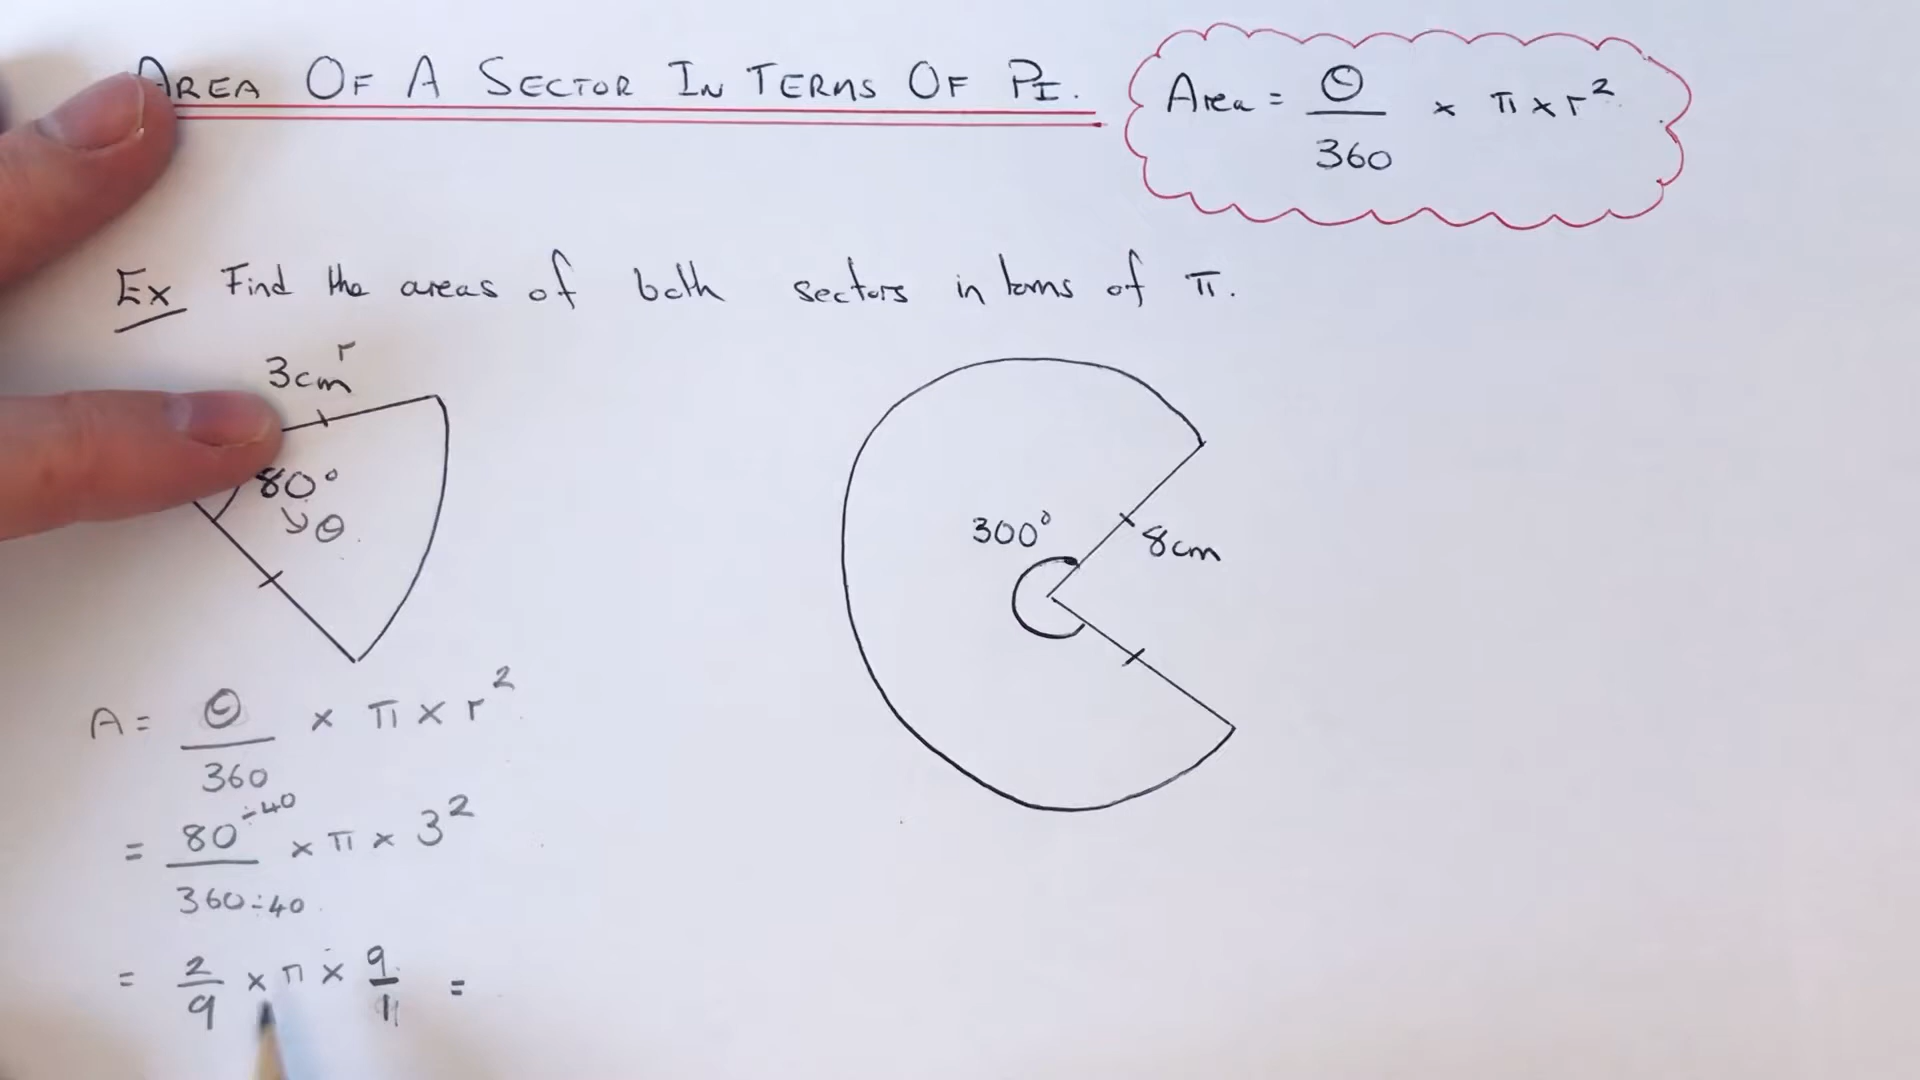 AREA OF A SECTOR IN TERMS OF PI.
Area = θ/360 × π × r²
Ex Find the areas of both sectors in terms of π.
3cm r
80°
↘θ
300°
8cm
A = θ/360 × π × r²
= 80÷40/360÷40 × π × 3²
= 2/9 × π × 9/1 =